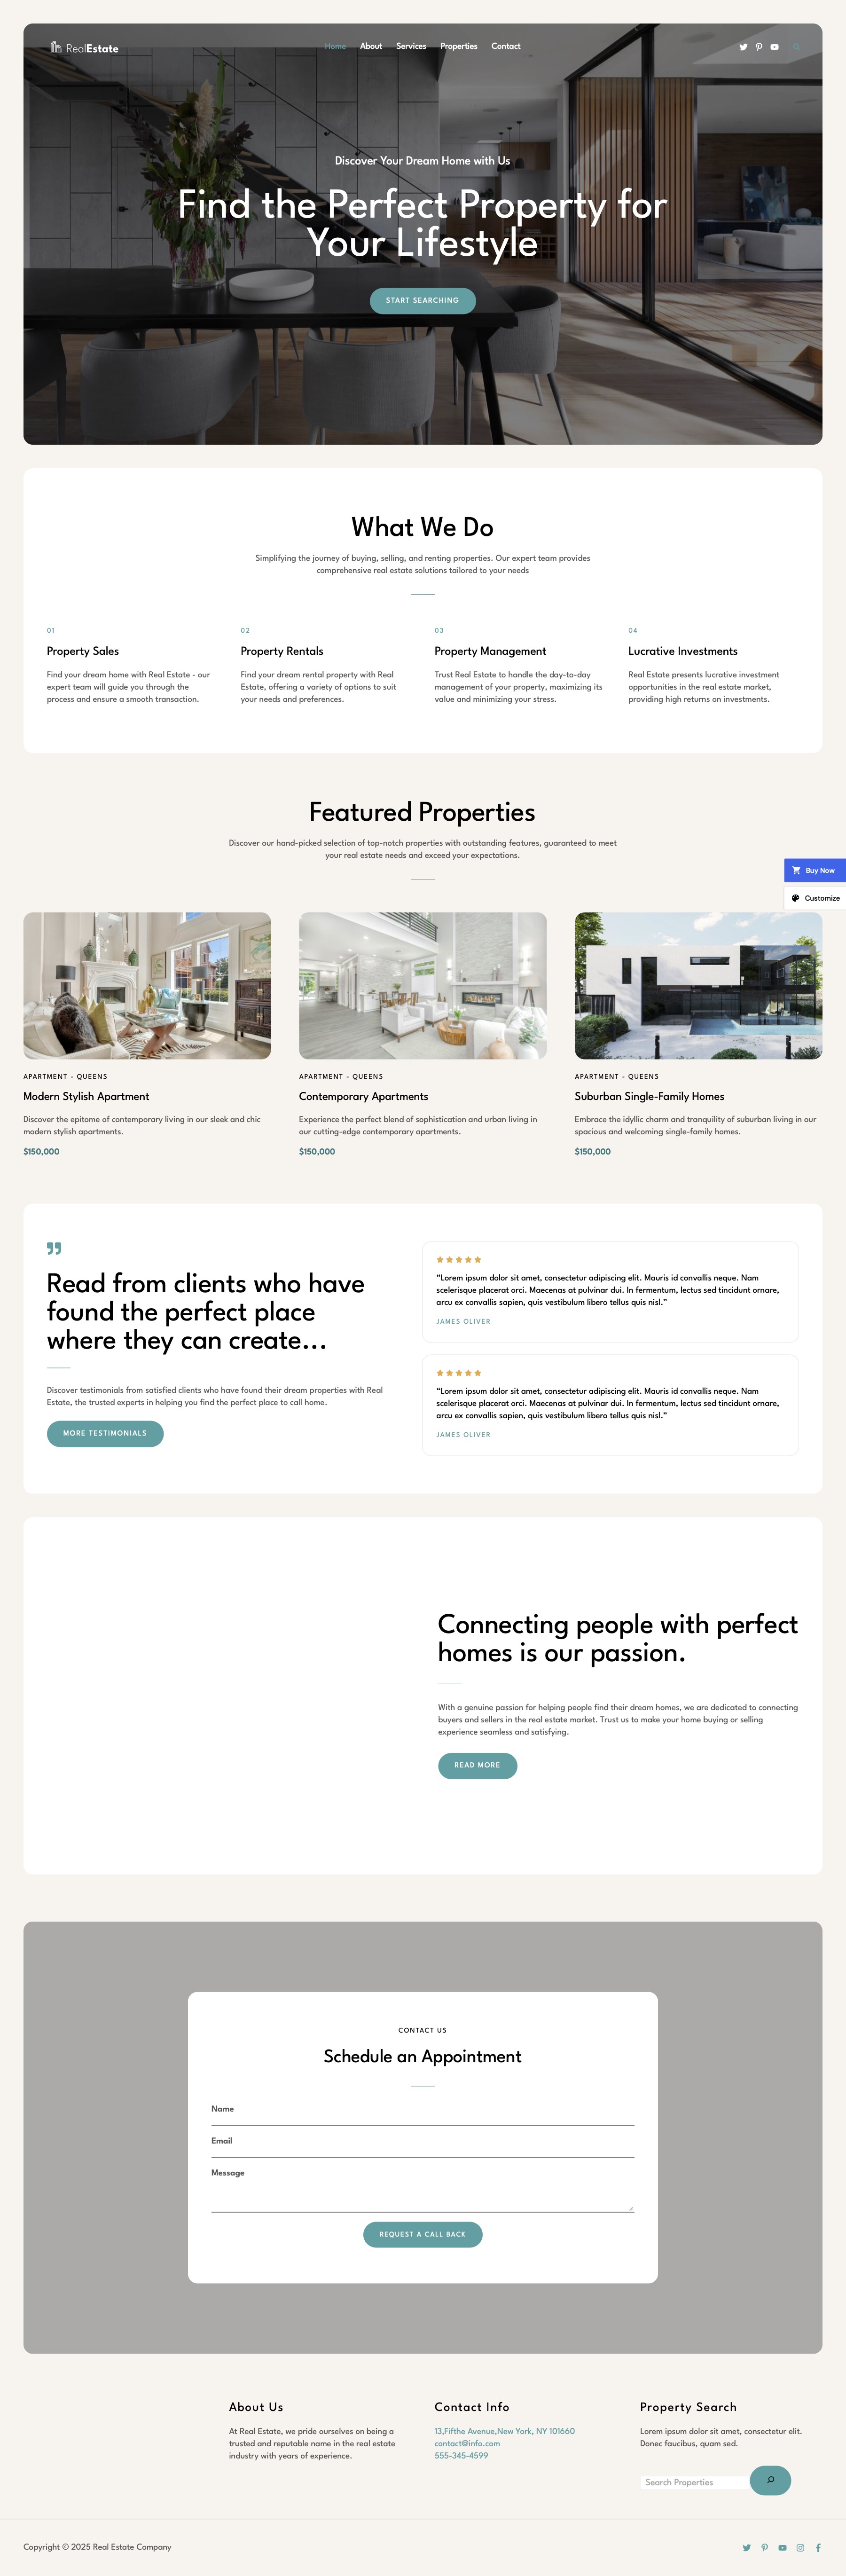 RealEstate
Home About Services Properties Contact
Discover Your Dream Home with Us
Find the Perfect Property for
Your Lifestyle
START SEARCHING
What We Do
Simplifying the journey of buying, selling, and renting properties. Our expert team provides
comprehensive real estate solutions tailored to your needs
01
Property Sales
Find your dream home with Real Estate - our
expert team will guide you through the
process and ensure a smooth transaction.
02
Property Rentals
Find your dream rental property with Real
Estate, offering a variety of options to suit
your needs and preferences.
03
Property Management
Trust Real Estate to handle the day-to-day
management of your property, maximizing its
value and minimizing your stress.
04
Lucrative Investments
Real Estate presents lucrative investment
opportunities in the real estate market,
providing high returns on investments.
Featured Properties
Discover our hand-picked selection of top-notch properties with outstanding features, guaranteed to meet
your real estate needs and exceed your expectations.
Buy Now
Customize
APARTMENT - QUEENS
Modern Stylish Apartment
Discover the epitome of contemporary living in our sleek and chic
modern stylish apartments.
$150,000
APARTMENT - QUEENS
Contemporary Apartments
Experience the perfect blend of sophistication and urban living in
our cutting-edge contemporary apartments.
$150,000
APARTMENT - QUEENS
Suburban Single-Family Homes
Embrace the idyllic charm and tranquility of suburban living in our
spacious and welcoming single-family homes.
$150,000
Read from clients who have
found the perfect place
where they can create...
Discover testimonials from satisfied clients who have found their dream properties with Real
Estate, the trusted experts in helping you find the perfect place to call home.
MORE TESTIMONIALS
“Lorem ipsum dolor sit amet, consectetur adipiscing elit. Mauris id convallis neque. Nam
scelerisque placerat orci. Maecenas at pulvinar dui. In fermentum, lectus sed tincidunt ornare,
arcu ex convallis sapien, quis vestibulum libero tellus quis nisl.”
JAMES OLIVER
“Lorem ipsum dolor sit amet, consectetur adipiscing elit. Mauris id convallis neque. Nam
scelerisque placerat orci. Maecenas at pulvinar dui. In fermentum, lectus sed tincidunt ornare,
arcu ex convallis sapien, quis vestibulum libero tellus quis nisl.”
JAMES OLIVER
Connecting people with perfect
homes is our passion.
With a genuine passion for helping people find their dream homes, we are dedicated to connecting
buyers and sellers in the real estate market. Trust us to make your home buying or selling
experience seamless and satisfying.
READ MORE
CONTACT US
Schedule an Appointment
Name
Email
Message
REQUEST A CALL BACK
About Us
At Real Estate, we pride ourselves on being a
trusted and reputable name in the real estate
industry with years of experience.
Contact Info
13,Fifthe Avenue,New York, NY 101660
contact@info.com
555-345-4599
Property Search
Lorem ipsum dolor sit amet, consectetur elit.
Donec faucibus, quam sed.
Search Properties
Copyright © 2025 Real Estate Company